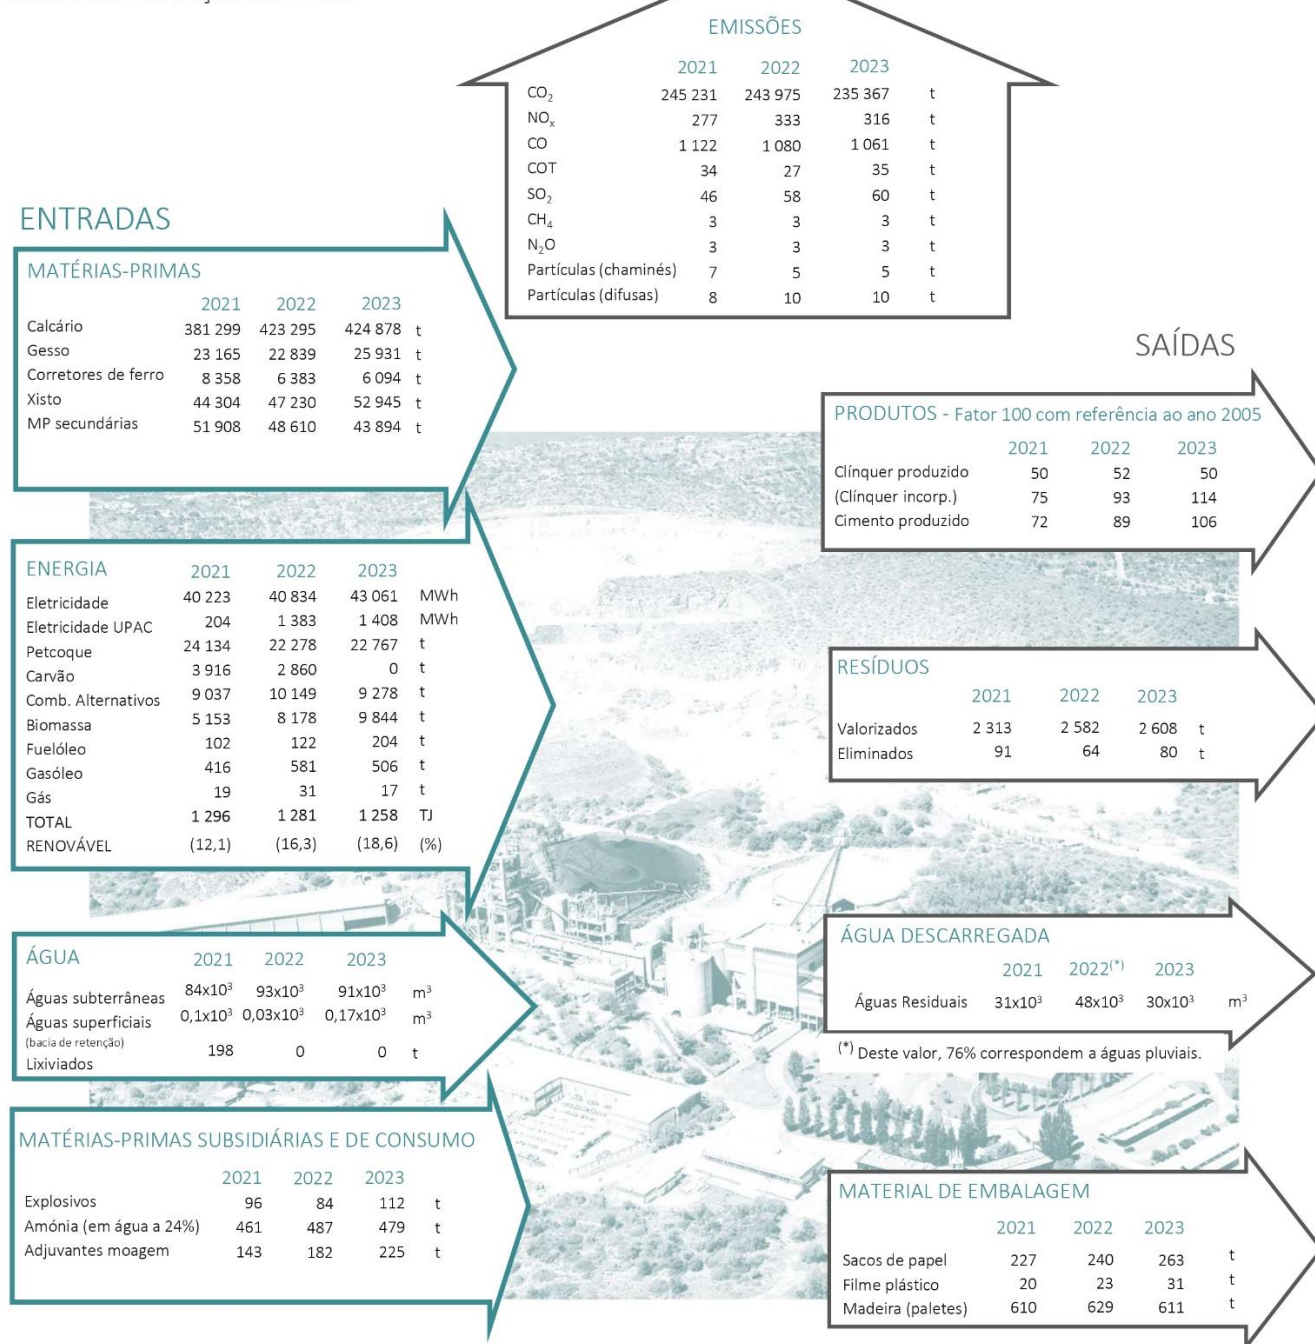 EMISSÕES
2021 2022 2023
CO₂ 245 231 243 975 235 367 t
NOₓ 277 333 316 t
CO 1 122 1 080 1 061 t
COT 34 27 35 t
SO₂ 46 58 60 t
CH₄ 3 3 3 t
N₂O 3 3 3 t
Partículas (chaminés) 7 5 5 t
Partículas (difusas) 8 10 10 t
ENTRADAS
MATÉRIAS-PRIMAS
2021 2022 2023
Calcário 381 299 423 295 424 878 t
Gesso 23 165 22 839 25 931 t
Corretores de ferro 8 358 6 383 6 094 t
Xisto 44 304 47 230 52 945 t
MP secundárias 51 908 48 610 43 894 t
ENERGIA 2021 2022 2023
Eletricidade 40 223 40 834 43 061 MWh
Eletricidade UPAC 204 1 383 1 408 MWh
Petcoque 24 134 22 278 22 767 t
Carvão 3 916 2 860 0 t
Comb. Alternativos 9 037 10 149 9 278 t
Biomassa 5 153 8 178 9 844 t
Fuelóleo 102 122 204 t
Gasóleo 416 581 506 t
Gás 19 31 17 t
TOTAL 1 296 1 281 1 258 TJ
RENOVÁVEL (12,1) (16,3) (18,6) (%)
ÁGUA 2021 2022 2023
Águas subterrâneas 84x10³ 93x10³ 91x10³ m³
Águas superficiais 0,1x10³ 0,03x10³ 0,17x10³ m³
(bacia de retenção)
Lixiviados 198 0 0 t
MATÉRIAS-PRIMAS SUBSIDIÁRIAS E DE CONSUMO
2021 2022 2023
Explosivos 96 84 112 t
Amónia (em água a 24%) 461 487 479 t
Adjuvantes moagem 143 182 225 t
SAÍDAS
PRODUTOS - Fator 100 com referência ao ano 2005
2021 2022 2023
Clínquer produzido 50 52 50
(Clínquer incorp.) 75 93 114
Cimento produzido 72 89 106
RESÍDUOS
2021 2022 2023
Valorizados 2 313 2 582 2 608 t
Eliminados 91 64 80 t
ÁGUA DESCARREGADA
2021 2022(*) 2023
Águas Residuais 31x10³ 48x10³ 30x10³ m³
(*) Deste valor, 76% correspondem a águas pluviais.
MATERIAL DE EMBALAGEM
2021 2022 2023
Sacos de papel 227 240 263 t
Filme plástico 20 23 31 t
Madeira (paletes) 610 629 611 t